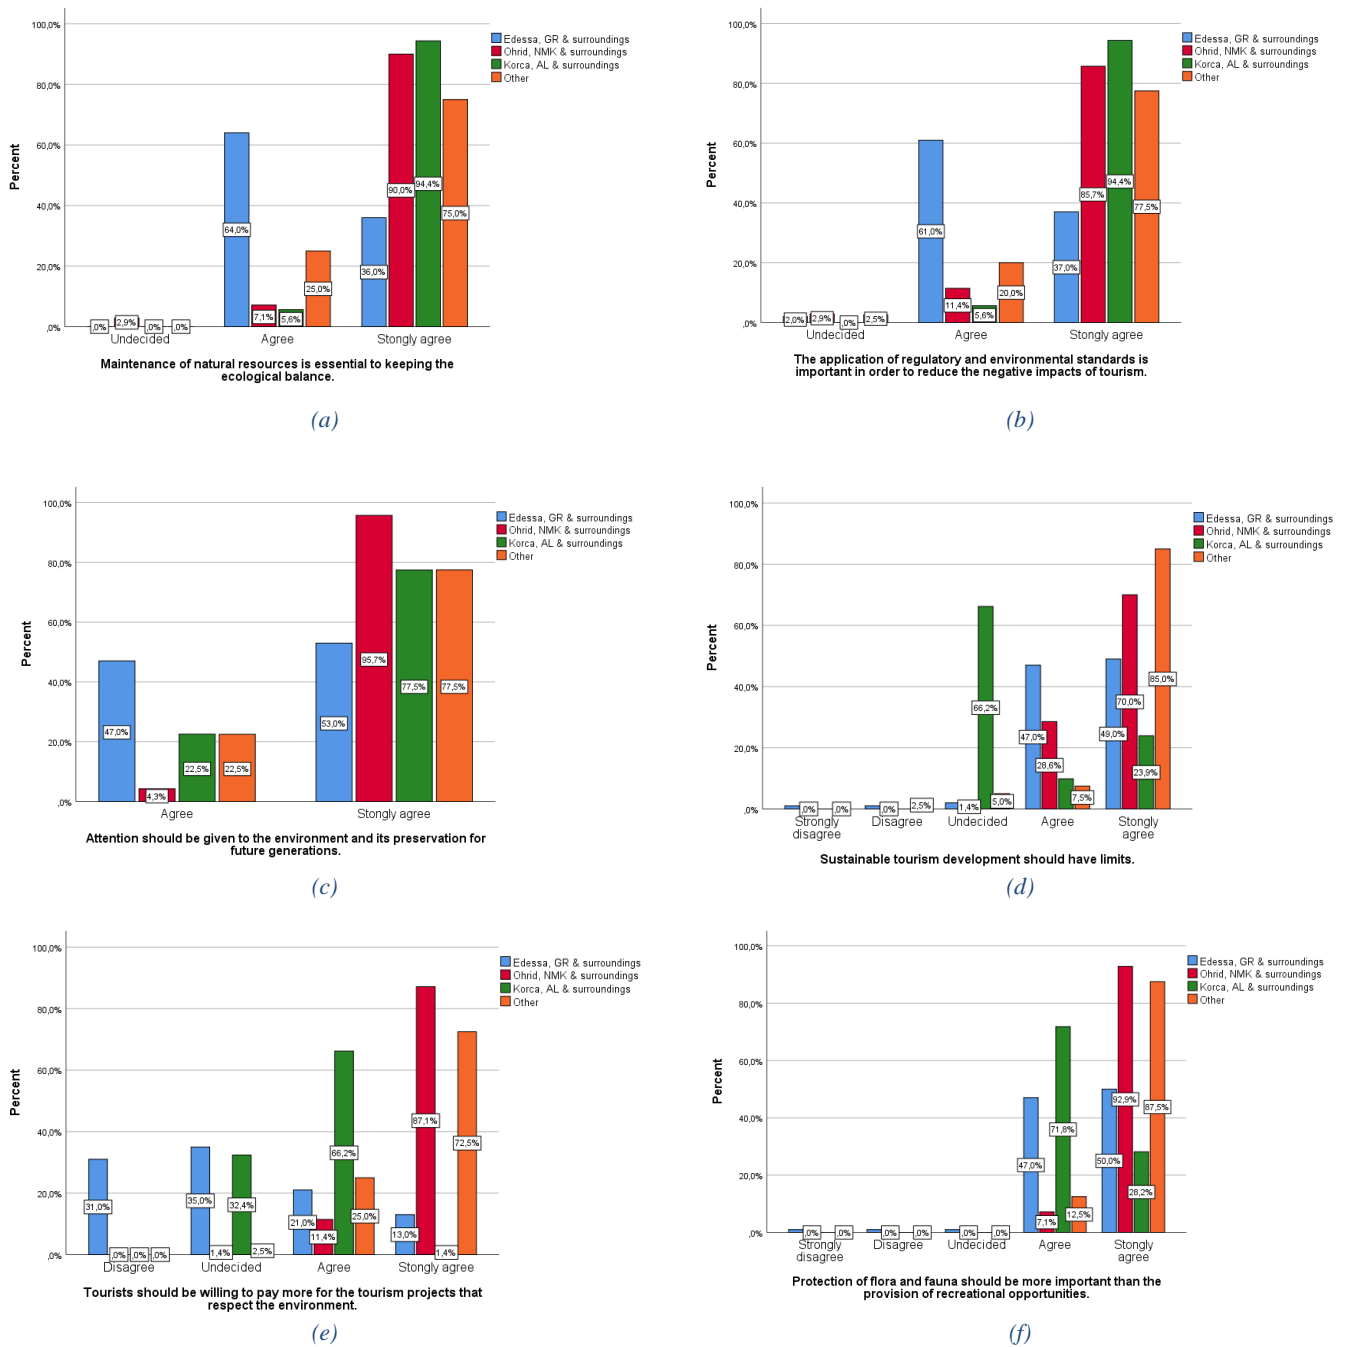 100,0%
80,0%
60,0%
40,0%
20,0%
,0%
Percent
Edessa, GR & surroundings
Ohrid, NMK & surroundings
Korca, AL & surroundings
Other
,0%
2,9%
,0%
,0%
64,0%
7,1%
5,6%
25,0%
36,0%
90,0%
94,4%
75,0%
Undecided
Agree
Stongly agree
Maintenance of natural resources is essential to keeping the
ecological balance.
(a)
100,0%
80,0%
60,0%
40,0%
20,0%
,0%
Percent
Edessa, GR & surroundings
Ohrid, NMK & surroundings
Korca, AL & surroundings
Other
2,0%
2,9%
,0%
2,5%
61,0%
11,4%
5,6%
20,0%
37,0%
85,7%
94,4%
77,5%
Undecided
Agree
Stongly agree
The application of regulatory and environmental standards is
important in order to reduce the negative impacts of tourism.
(b)
100,0%
80,0%
60,0%
40,0%
20,0%
,0%
Percent
Edessa, GR & surroundings
Ohrid, NMK & surroundings
Korca, AL & surroundings
Other
47,0%
4,3%
22,5%
22,5%
53,0%
95,7%
77,5%
77,5%
Agree
Stongly agree
Attention should be given to the environment and its preservation for
future generations.
(c)
100,0%
80,0%
60,0%
40,0%
20,0%
,0%
Percent
Edessa, GR & surroundings
Ohrid, NMK & surroundings
Korca, AL & surroundings
Other
,0%
,0%
,0%
2,5%
1,4%
66,2%
5,0%
47,0%
28,6%
7,5%
49,0%
70,0%
23,9%
85,0%
Strongly
disagree
Disagree
Undecided
Agree
Stongly
agree
Sustainable tourism development should have limits.
(d)
100,0%
80,0%
60,0%
40,0%
20,0%
,0%
Percent
Edessa, GR & surroundings
Ohrid, NMK & surroundings
Korca, AL & surroundings
Other
31,0%
,0%
,0%
,0%
35,0%
1,4%
32,4%
2,5%
21,0%
11,4%
66,2%
25,0%
13,0%
87,1%
1,4%
72,5%
Disagree
Undecided
Agree
Stongly agree
Tourists should be willing to pay more for the tourism projects that
respect the environment.
(e)
100,0%
80,0%
60,0%
40,0%
20,0%
,0%
Percent
Edessa, GR & surroundings
Ohrid, NMK & surroundings
Korca, AL & surroundings
Other
,0%
,0%
,0%
,0%
,0%
,0%
47,0%
7,1%
71,8%
12,5%
50,0%
92,9%
28,2%
87,5%
Strongly
disagree
Disagree
Undecided
Agree
Stongly
agree
Protection of flora and fauna should be more important than the
provision of recreational opportunities.
(f)